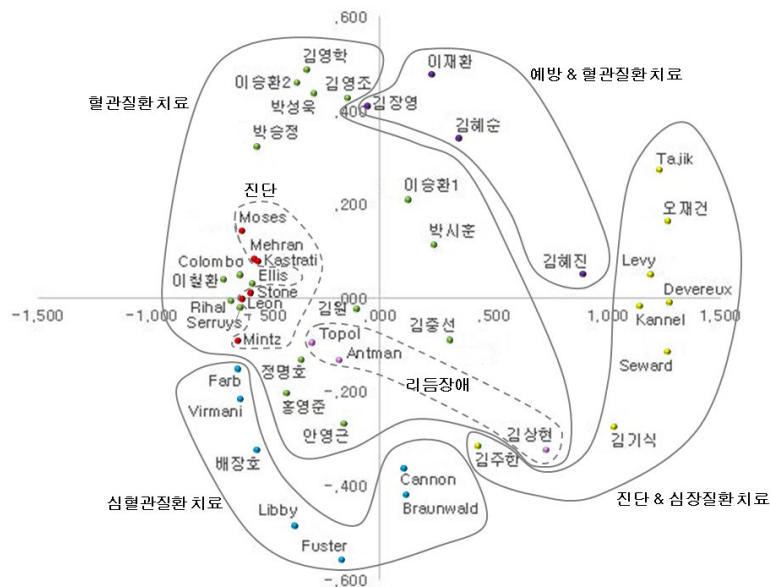 ,600
김영학
이재환
예방 & 혈관질환 치료
이승환2
김영조
혈관질환 치료
박성욱
,400
김장영
김혜순
박승정
Tajik
진단
이승환1
,200
오재건
Moses
박시훈
Mehran
Colombo
Kastrati
김혜진
Levy
이철환
Ellis
Stone
Devereux
,000
-1,500
-1,000
-,500
,500
1,000
1,500
Rihal
Leon
김원
Kannel
Serruys
김중선
Mintz
Topol
Antman
Seward
정명호
Farb
리듬장애
-,200
Virmani
홍영준
안영근
김상현
김기식
배장호
김주한
-,400
Cannon
심혈관질환 치료
Libby
Braunwald
진단 & 심장질환 치료
Fuster
-,600